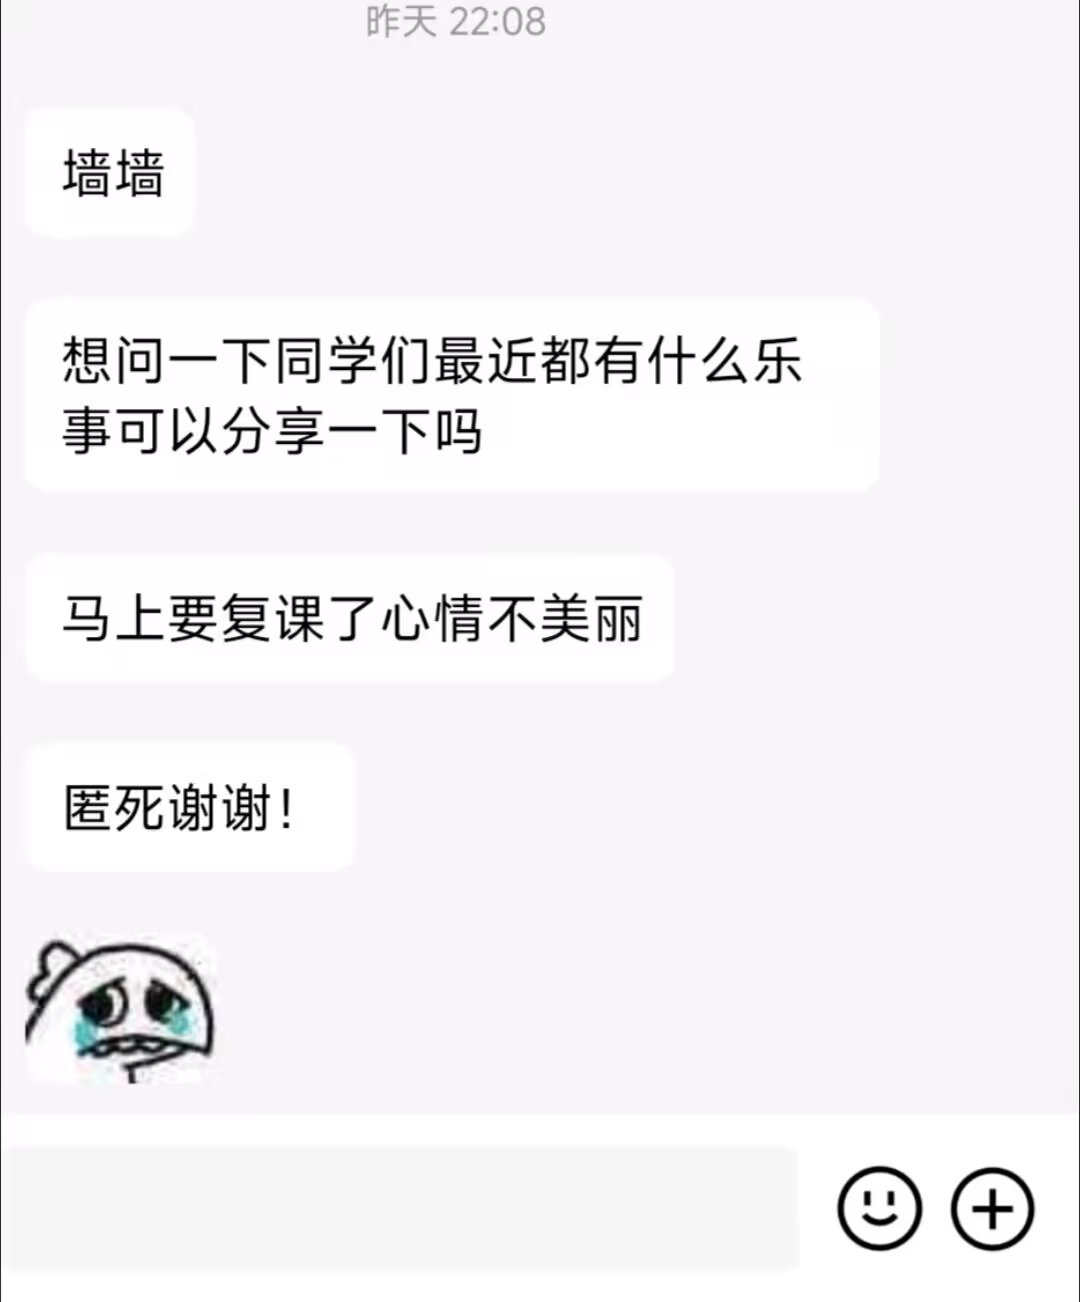 昨天 22:08
墙墙
想问一下同学们最近都有什么乐
事可以分享一下吗
马上要复课了心情不美丽
匿死谢谢！